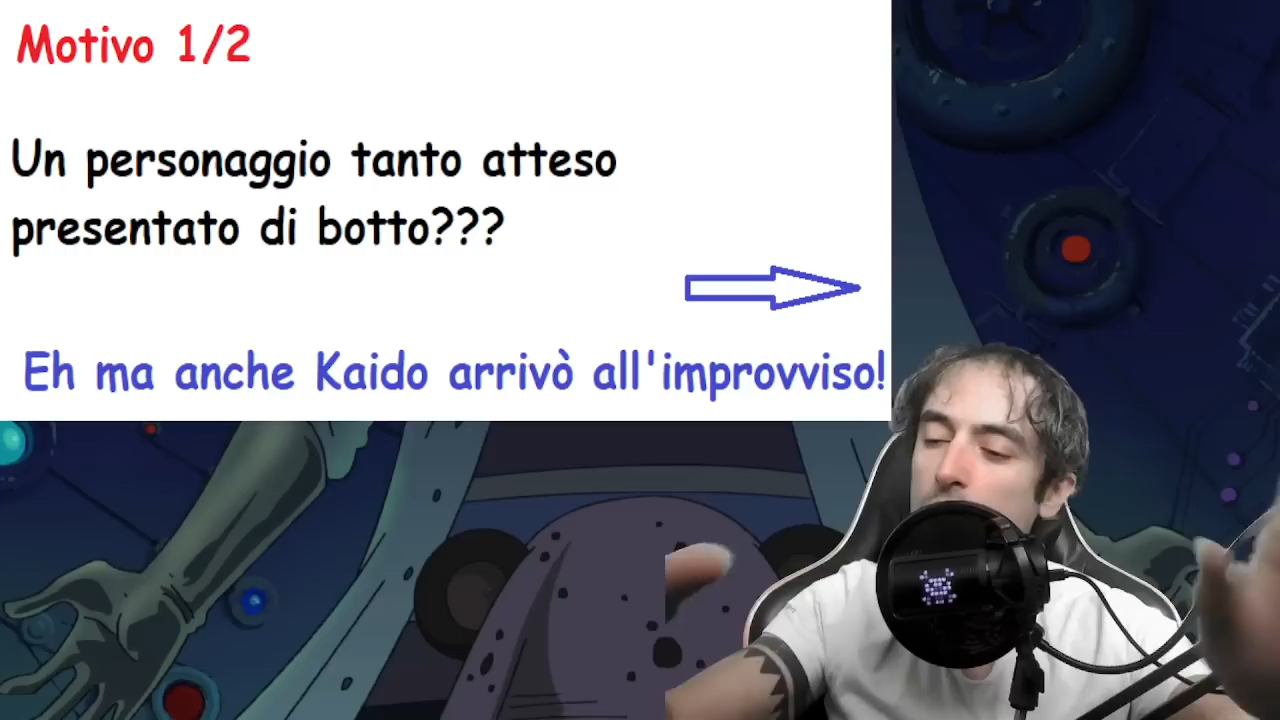 Motivo 1/2
Un personaggio tanto atteso
presentato di botto???
Eh ma anche Kaido arrivò all'improvviso!